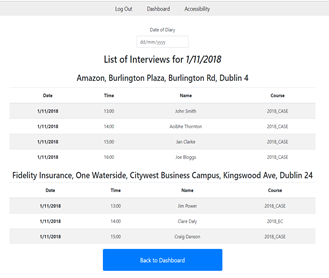 Log Out Dashboard Accessibility
Date of Diary
dd/mm/yyyy
List of Interviews for 1/11/2018
Amazon, Burlington Plaza, Burlington Rd, Dublin 4
Date Time Name Course
1/11/2018 13:00 John Smith 2018_CASE
1/11/2018 14:00 Aoibhe Thornton 2018_CASE
1/11/2018 15:00 Jan Clarke 2018_CASE
1/11/2018 16:00 Joe Bloggs 2018_CASE
Fidelity Insurance, One Waterside, Citywest Business Campus, Kingswood Ave, Dublin 24
Date Time Name Course
1/11/2018 13:00 Jim Power 2018_CASE
1/11/2018 14:00 Clare Daly 2018_EC
1/11/2018 15:00 Craig Danson 2018_CASE
Back to Dashboard